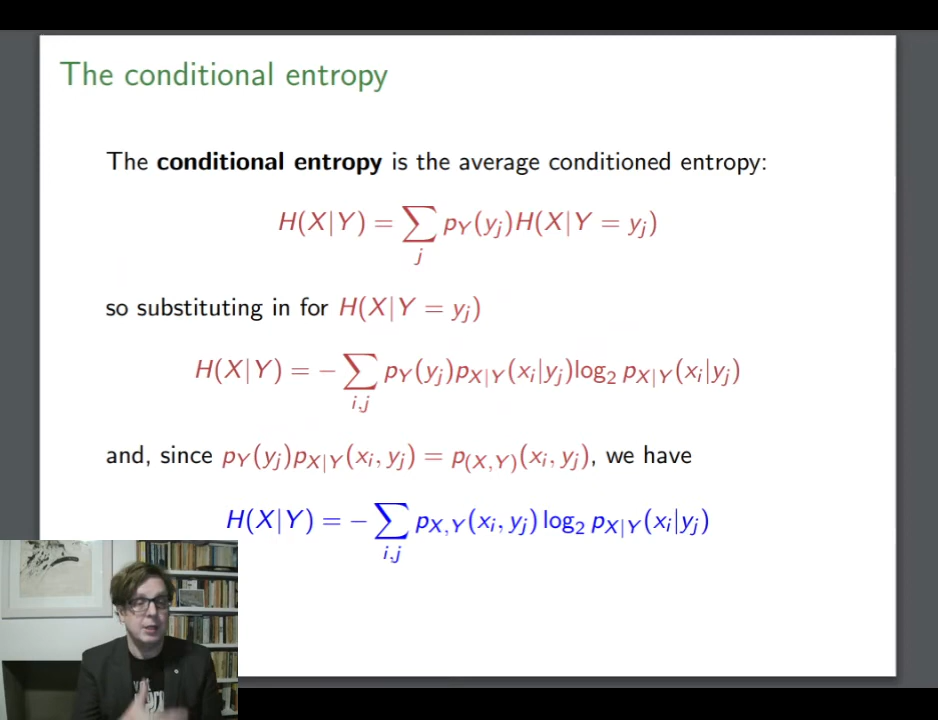 The conditional entropy
The conditional entropy is the average conditioned entropy:
H(X|Y) = ∑_j p_Y(y_j)H(X|Y = y_j)
so substituting in for H(X|Y = y_j)
H(X|Y) = − ∑_{i,j} p_Y(y_j)p_{X|Y}(x_i|y_j)log₂ p_{X|Y}(x_i|y_j)
and, since p_Y(y_j)p_{X|Y}(x_i, y_j) = p_{(X,Y)}(x_i, y_j), we have
H(X|Y) = − ∑_{i,j} p_{X,Y}(x_i, y_j) log₂ p_{X|Y}(x_i|y_j)